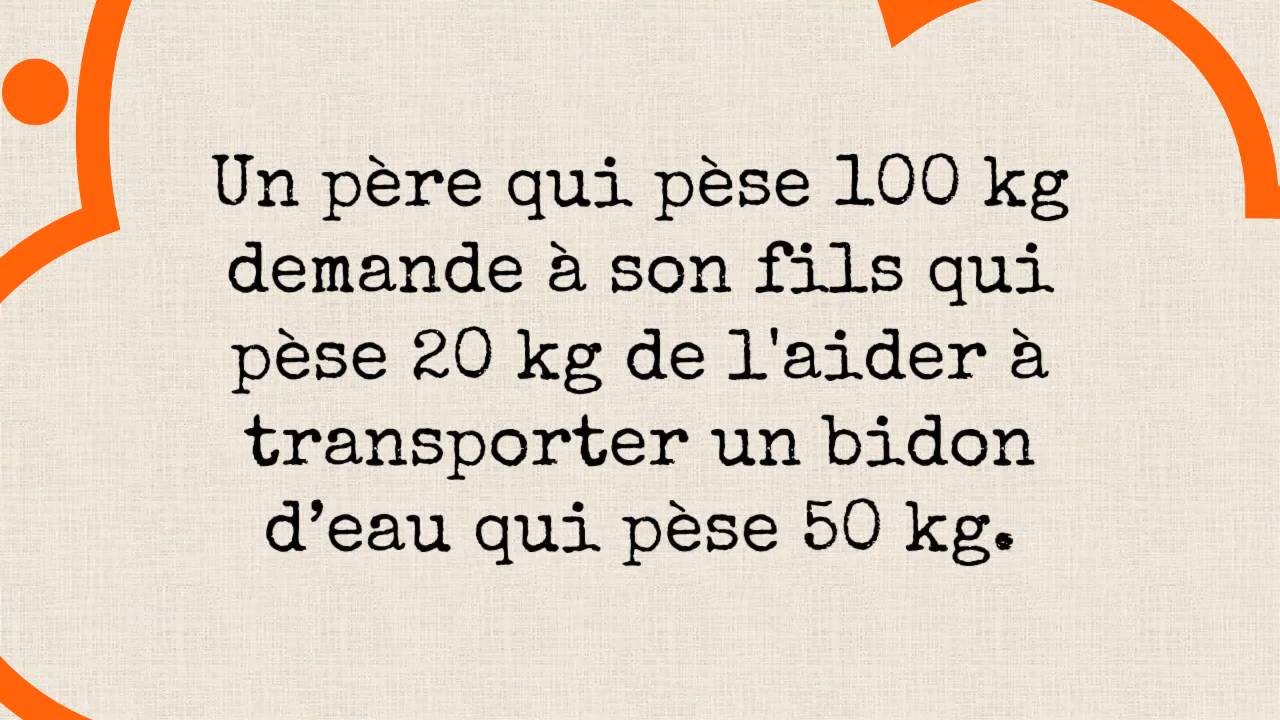 Un père qui pèse 100 kg
demande à son fils qui
pèse 20 kg de l'aider à
transporter un bidon
d’eau qui pèse 50 kg.